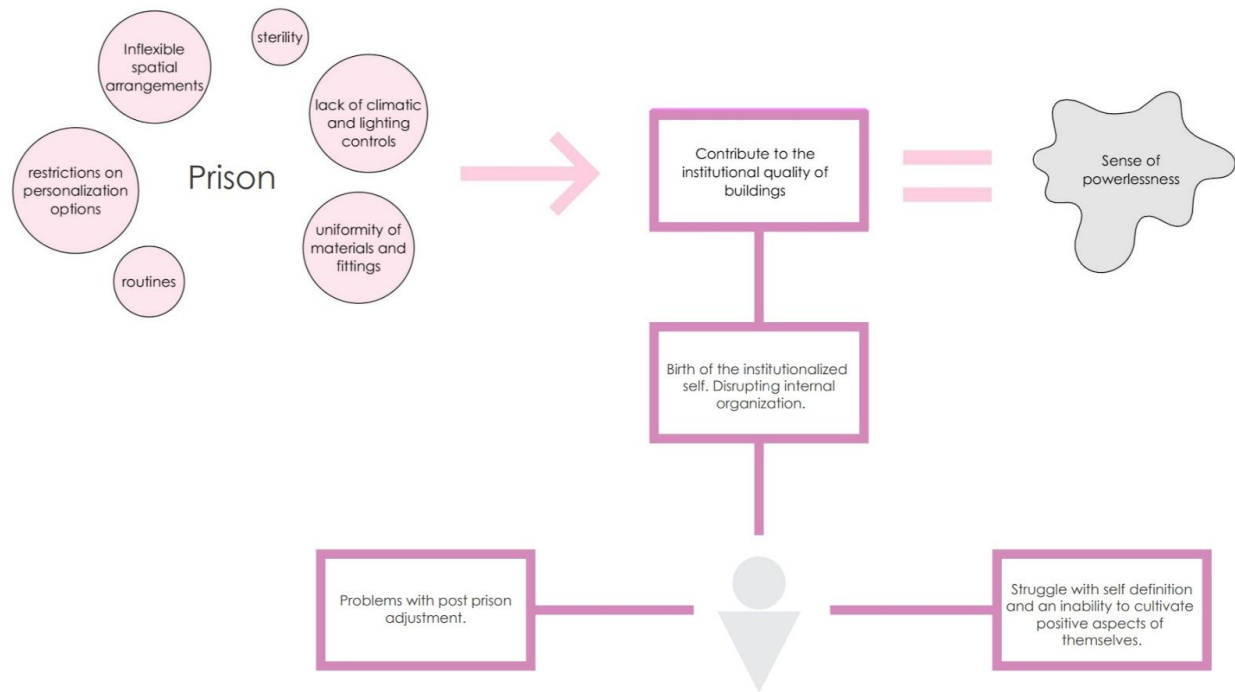 sterility
Inflexible
spatial
arrangements
lack of climatic
and lighting
controls
restrictions on
personalization
options
Prison
uniformity of
materials and
fittings
routines
Contribute to the
institutional quality of
buildings
Sense of
powerlessness
Birth of the institutionalized
self. Disrupting internal
organization.
Problems with post prison
adjustment.
Struggle with self definition
and an inability to cultivate
positive aspects of
themselves.